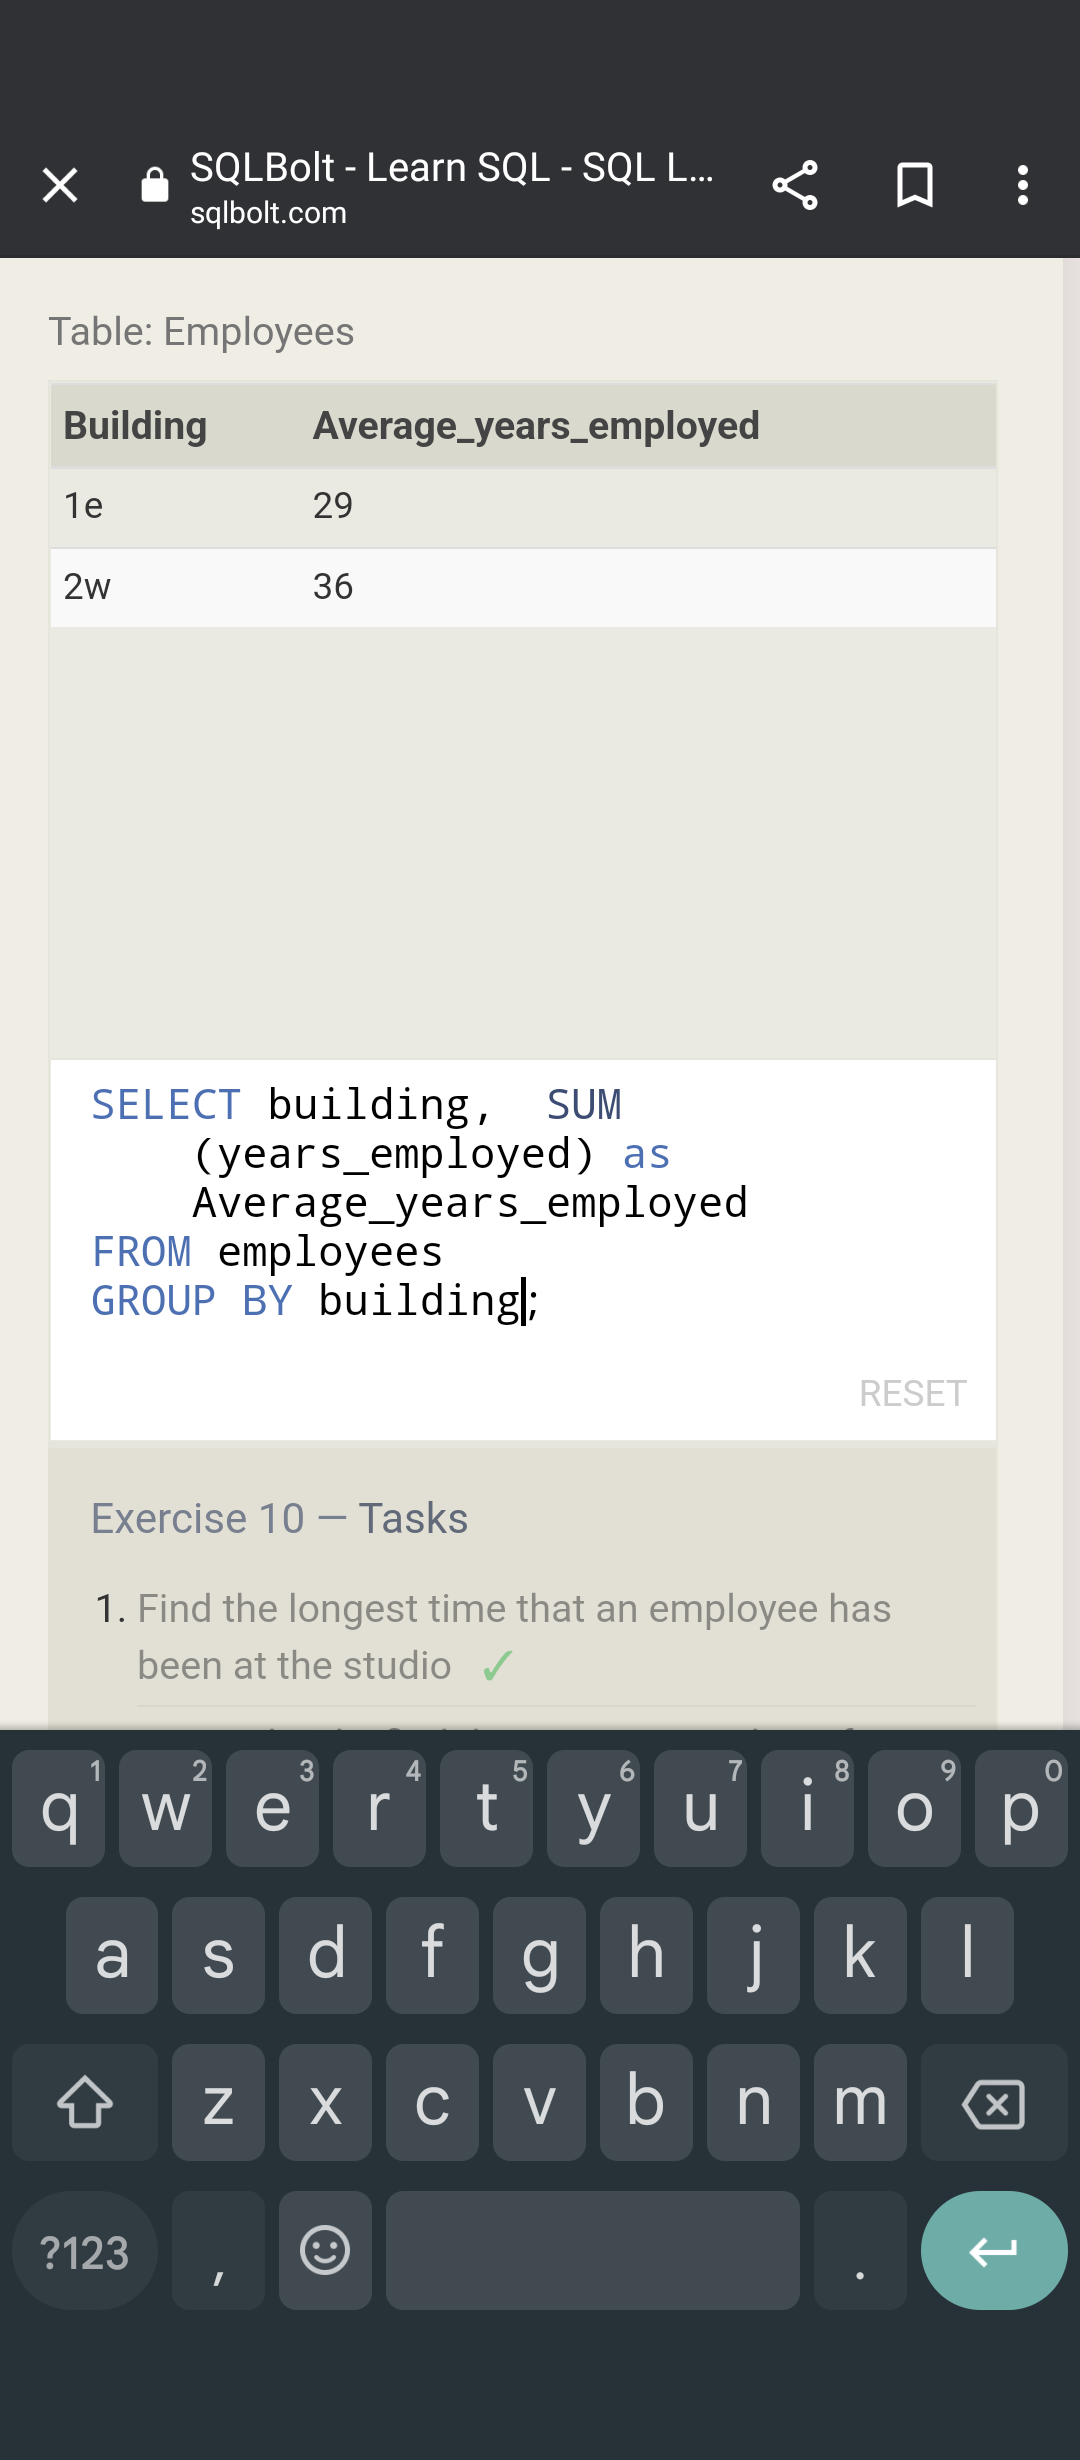 SQLBolt - Learn SQL - SQL L...
sqlbolt.com
Table: Employees
Building Average_years_employed
1e 29
2w 36
SELECT building,  SUM
(years_employed) as
Average_years_employed
FROM employees
GROUP BY building;
RESET
Exercise 10 — Tasks
1. Find the longest time that an employee has
been at the studio ✓
q 1 w 2 e 3 r 4 t 5 y 6 u 7 i 8 o 9 p 0
a s d f g h j k l
z x c v b n m
?123 , .